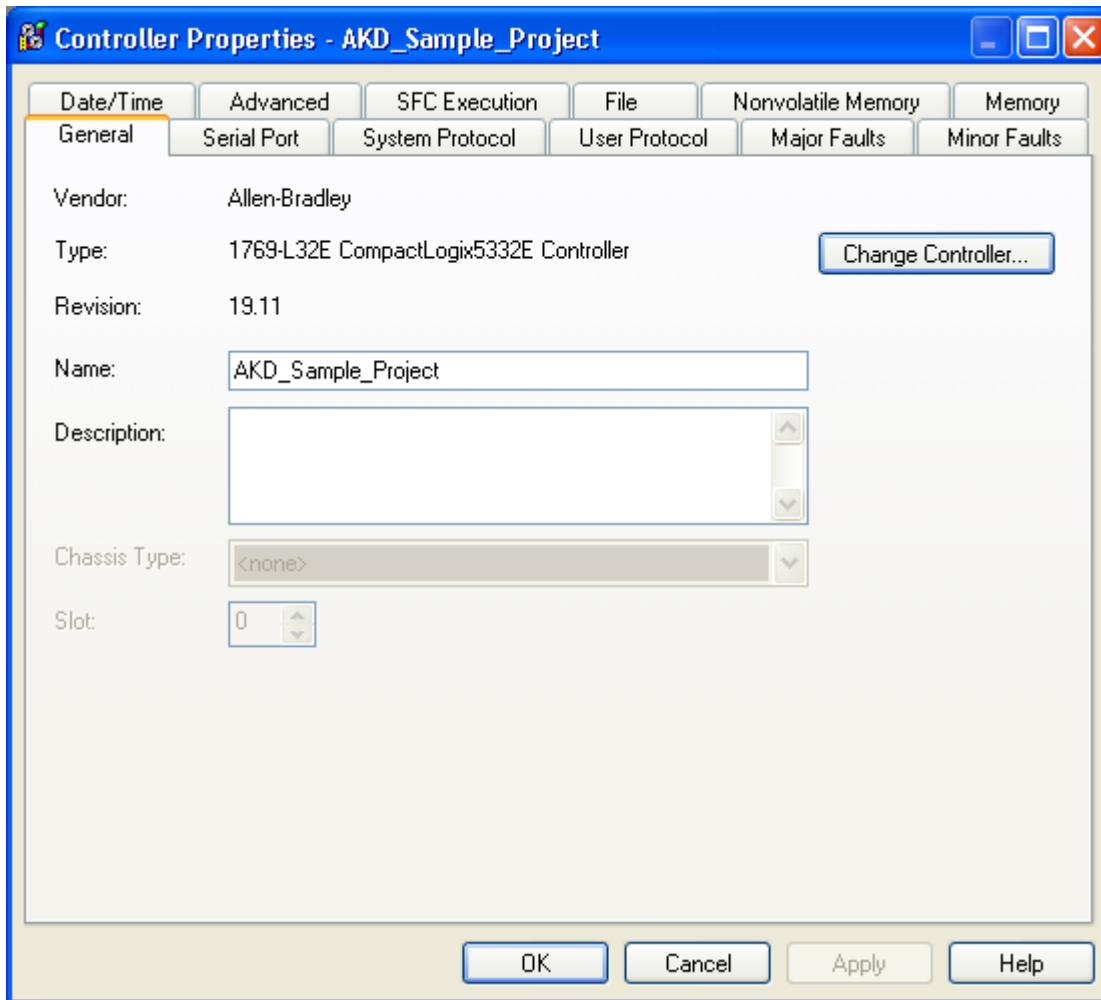 Controller Properties - AKD_Sample_Project
Date/Time Advanced SFC Execution File Nonvolatile Memory Memory
General Serial Port System Protocol User Protocol Major Faults Minor Faults
Vendor: Allen-Bradley
Type: 1769-L32E CompactLogix5332E Controller Change Controller...
Revision: 19.11
Name: AKD_Sample_Project
Description:
Chassis Type: <none>
Slot: 0
OK Cancel Apply Help